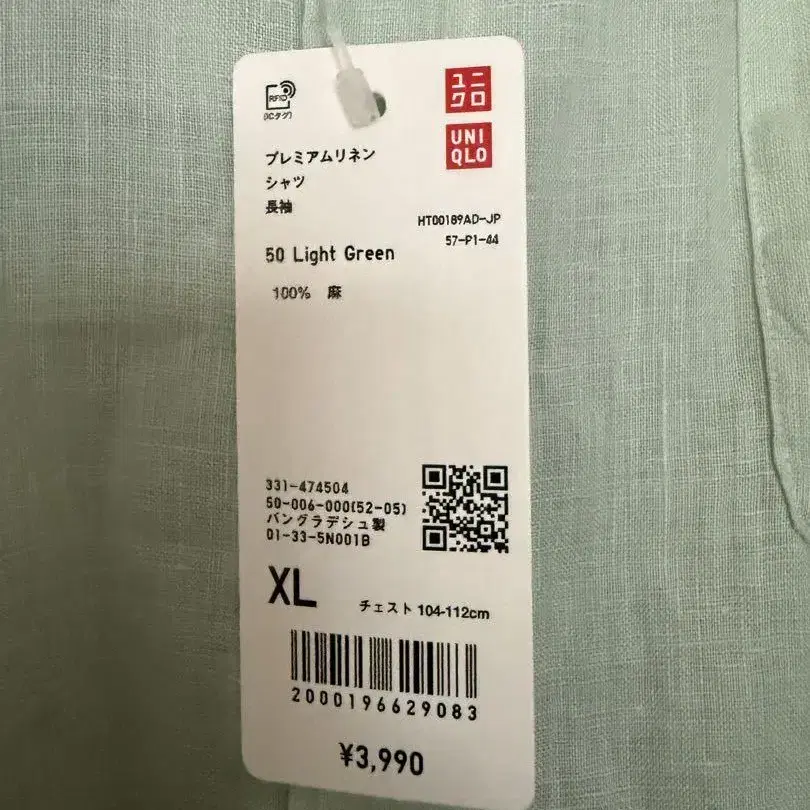 RFID
(ICタグ)
ユニ
クロ
UNI
QLO
プレミアムリネン
シャツ
長袖
HT00189AD-JP
57-P1-44
50 Light Green
100% 麻
331-474504
50-006-000(52-05)
バングラデシュ製
01-33-5N001B
XL チェスト 104-112cm
2000196629083
¥3,990